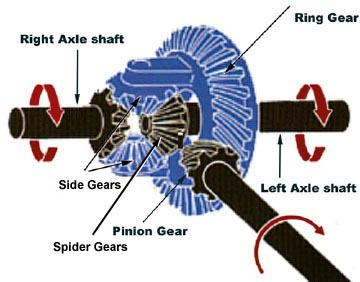 Ring Gear
Right Axle shaft
Side Gears
Left Axle shaft
Spider Gears
Pinion Gear